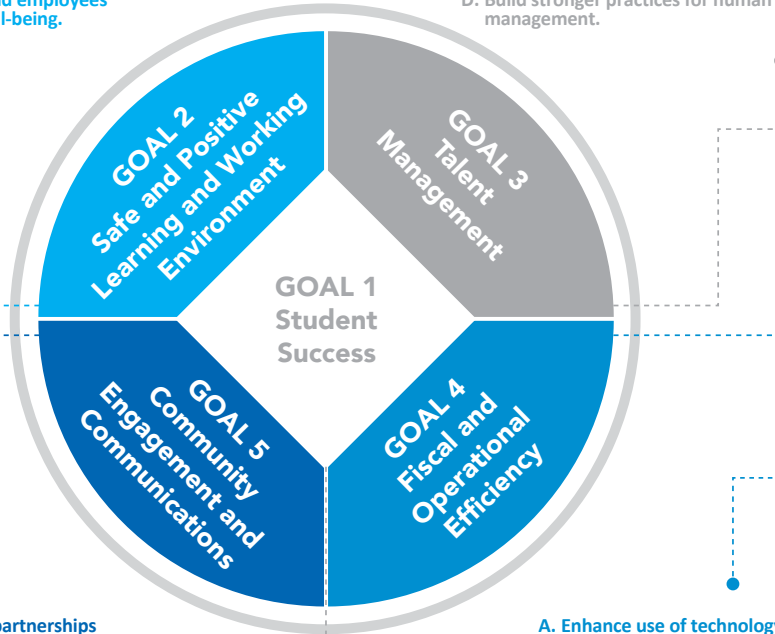 employees
l-being.
D. Build stronger practices for human
management.
GOAL 2
Safe and Positive
Learning and Working
Environment
GOAL 3
Talent
Management
GOAL 1
Student
Success
GOAL 5
Community
Engagement and
Communications
GOAL 4
Fiscal and
Operational
Efficiency
partnerships
A. Enhance use of technology